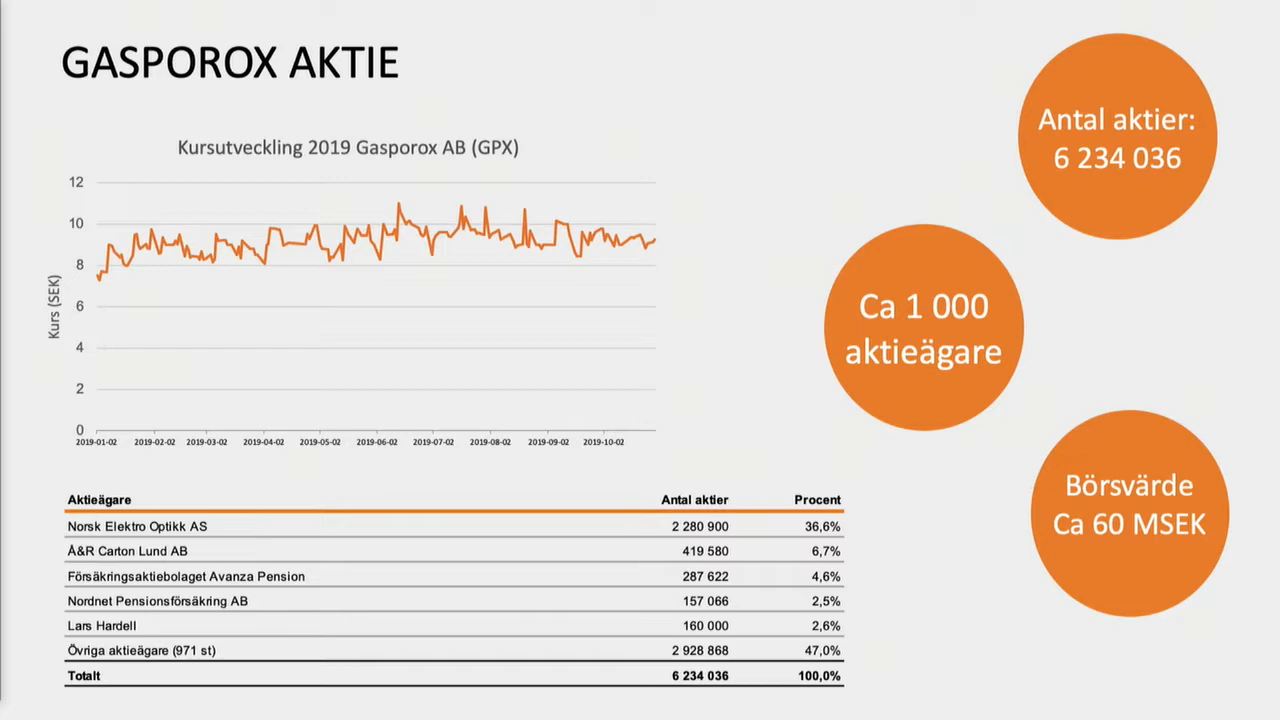 GASPOROX AKTIE
Kursutveckling 2019 Gasporox AB (GPX)
Kurs (SEK)
12
10
8
6
4
2
0
2019-01-02 2019-02-02 2019-03-02 2019-04-02 2019-05-02 2019-06-02 2019-07-02 2019-08-02 2019-09-02 2019-10-02
Antal aktier:
6 234 036
Ca 1 000
aktieägare
Börsvärde
Ca 60 MSEK
Aktieägare Antal aktier Procent
Norsk Elektro Optikk AS 2 280 900 36,6%
Å&R Carton Lund AB 419 580 6,7%
Försäkringsaktiebolaget Avanza Pension 287 622 4,6%
Nordnet Pensionsförsäkring AB 157 066 2,5%
Lars Hardell 160 000 2,6%
Övriga aktieägare (971 st) 2 928 868 47,0%
Totalt 6 234 036 100,0%